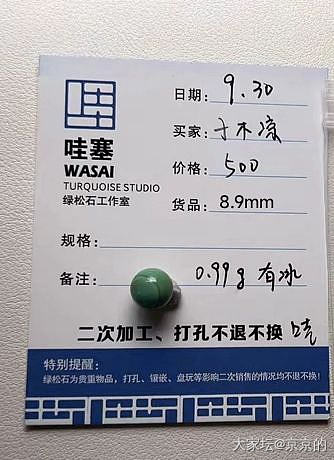 日期: 9.30
哇塞
WASAI
TURQUOISE STUDIO
绿松石工作室
买家: 子木凉
价格: 500
货品: 8.9mm
规格:
备注: 0.99g 有冰
二次加工、打孔不退不换
特别提醒:
绿松石为贵重物品，打孔、镶嵌、盘玩等影响二次销售的情况均不退不换!
大家坛@京京的